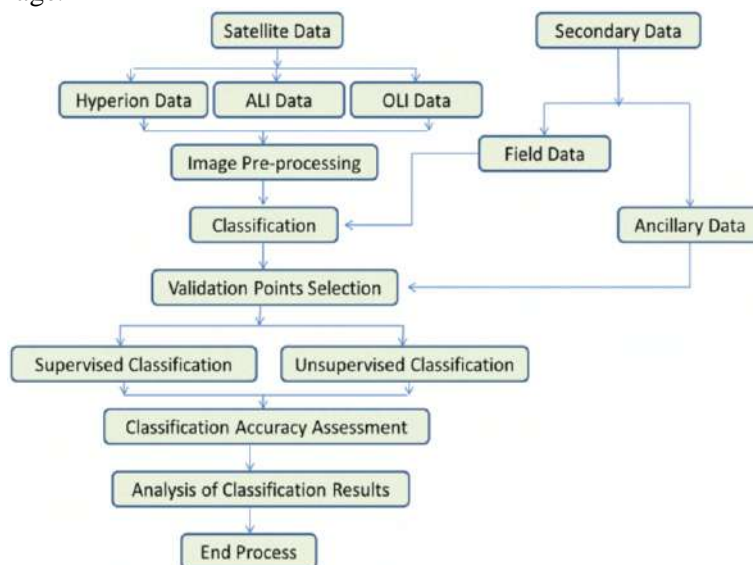 Satellite Data
Secondary Data
Hyperion Data
ALI Data
OLI Data
Field Data
Image Pre-processing
Classification
Ancillary Data
Validation Points Selection
Supervised Classification
Unsupervised Classification
Classification Accuracy Assessment
Analysis of Classification Results
End Process